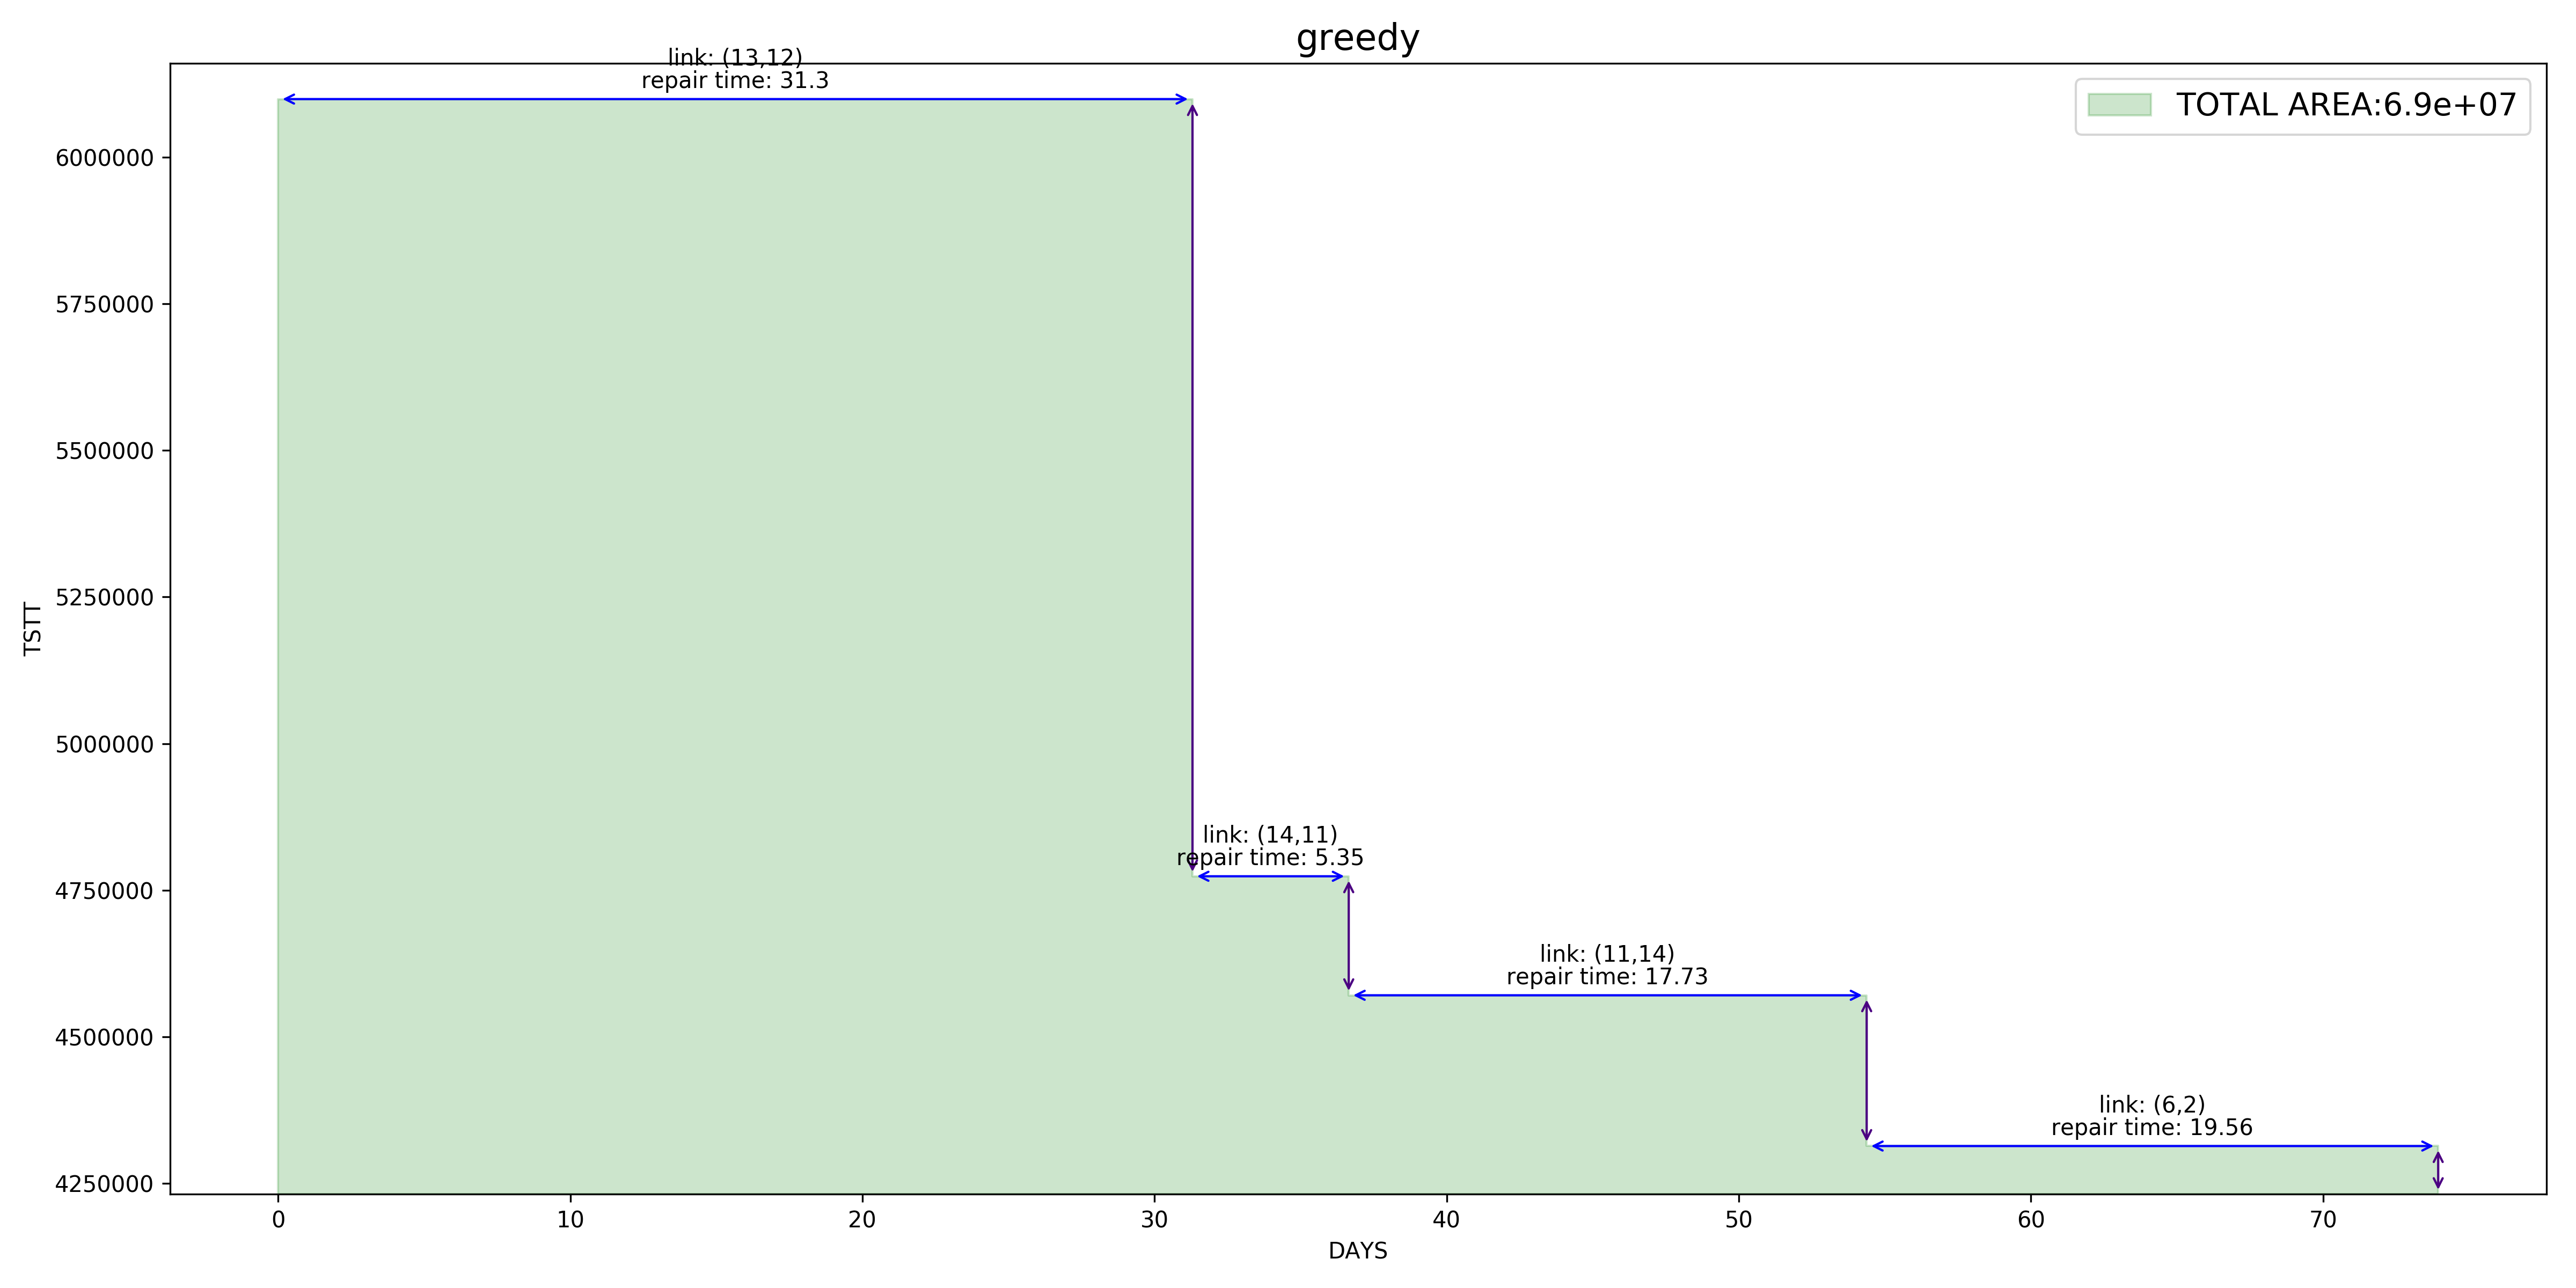 greedy
link: (13,12)
repair time: 31.3
TOTAL AREA:6.9e+07
6000000
5750000
5500000
5250000
5000000
4750000
4500000
4250000
TSTT
link: (14,11)
repair time: 5.35
link: (11,14)
repair time: 17.73
link: (6,2)
repair time: 19.56
0 10 20 30 40 50 60 70
DAYS